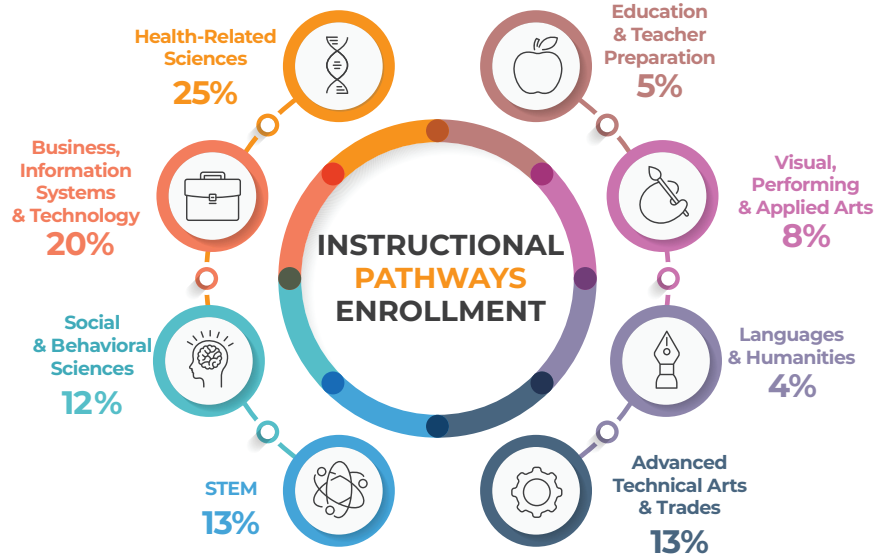 INSTRUCTIONAL
PATHWAYS
ENROLLMENT
Health-Related
Sciences
25%
Business,
Information
Systems
& Technology
20%
Social
& Behavioral
Sciences
12%
STEM
13%
Education
& Teacher
Preparation
5%
Visual,
Performing
& Applied Arts
8%
Languages
& Humanities
4%
Advanced
Technical Arts
& Trades
13%